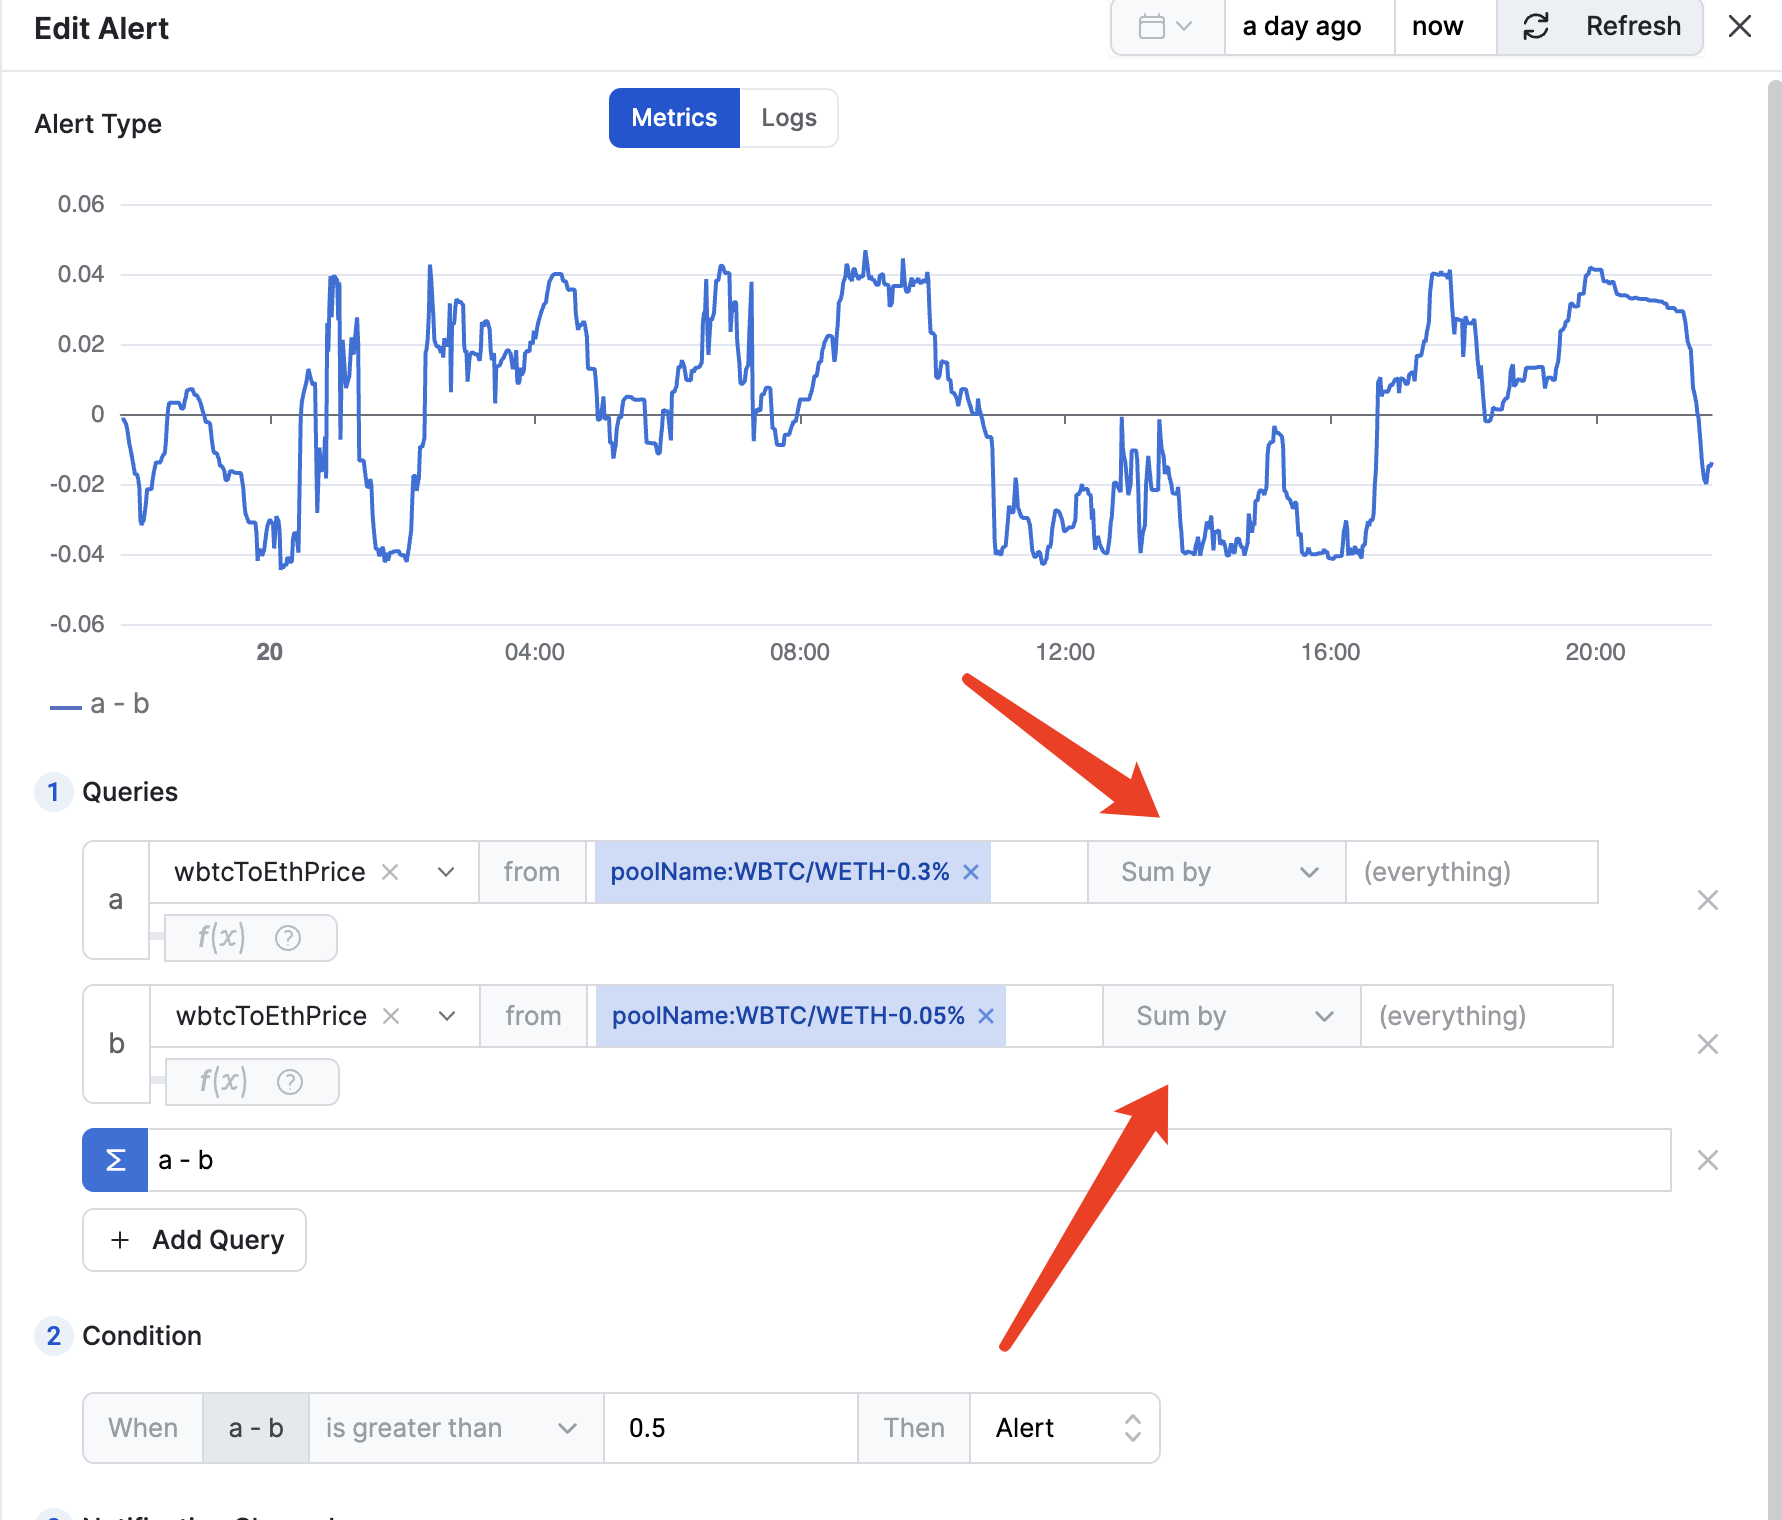 Edit Alert
a day ago
now
Refresh
Alert Type
Metrics
Logs
0.06
0.04
0.02
0
-0.02
-0.04
-0.06
20
04:00
08:00
12:00
16:00
20:00
a - b
1 Queries
a
wbtcToEthPrice
from
poolName:WBTC/WETH-0.3%
Sum by
(everything)
f(x)
b
wbtcToEthPrice
from
poolName:WBTC/WETH-0.05%
Sum by
(everything)
f(x)
Σ a - b
+ Add Query
2 Condition
When
a - b
is greater than
0.5
Then
Alert